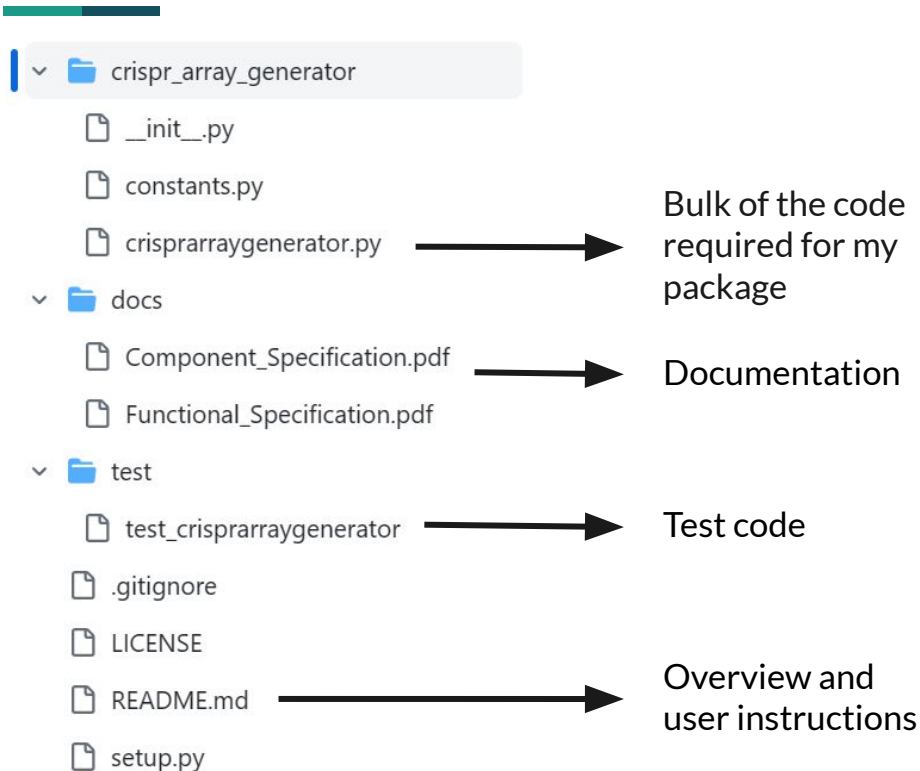 crispr_array_generator
__init__.py
constants.py
crisprarraygenerator.py
Bulk of the code
required for my
package
docs
Component_Specification.pdf
Documentation
Functional_Specification.pdf
test
test_crisprarraygenerator
Test code
.gitignore
LICENSE
README.md
Overview and
user instructions
setup.py